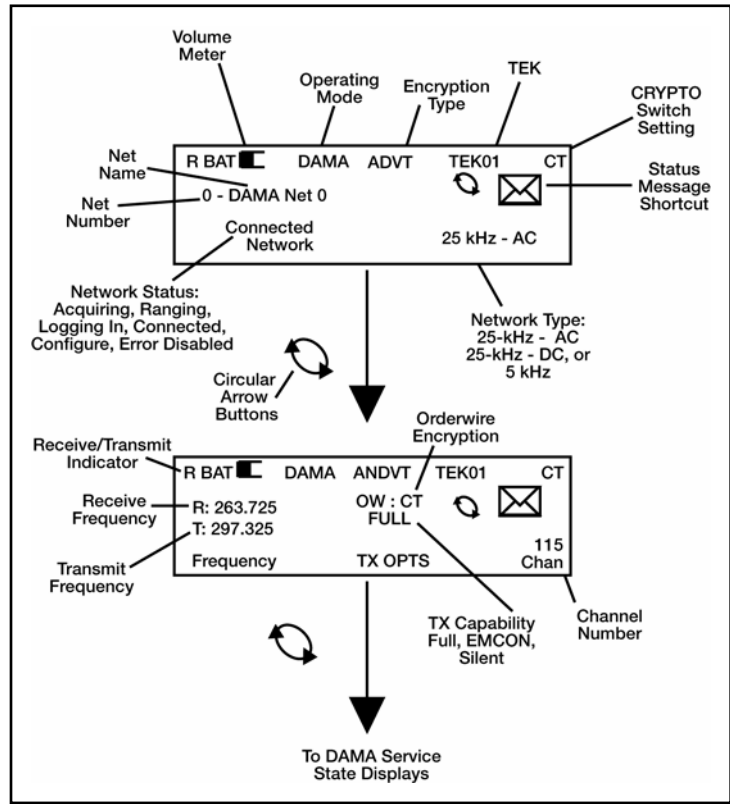 Volume
Meter
Operating
Mode
Encryption
Type
TEK
CRYPTO
Switch
Setting
R BAT DAMA ADVT TEK01 CT
Net
Name
Net
Number
0 - DAMA Net 0
Status
Message
Shortcut
Connected
Network
25 kHz - AC
Network Status:
Acquiring, Ranging,
Logging In, Connected,
Configure, Error Disabled
Network Type:
25-kHz - AC
25-kHz - DC, or
5 kHz
Circular
Arrow
Buttons
Orderwire
Encryption
Receive/Transmit
Indicator
R BAT DAMA ANDVT TEK01 CT
Receive
Frequency
R: 263.725
OW : CT
FULL
T: 297.325
Transmit
Frequency
Frequency TX OPTS
115
Chan
TX Capability
Full, EMCON,
Silent
Channel
Number
To DAMA Service
State Displays